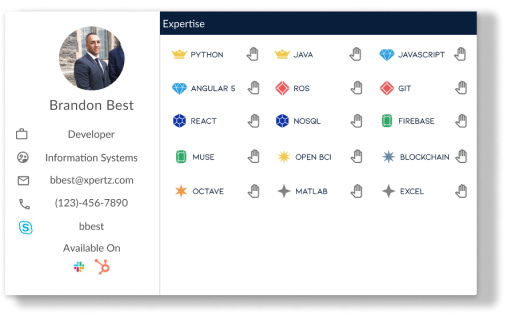 Brandon Best
Developer
Information Systems
bbest@xpertz.com
(123)-456-7890
bbest
Available On
Expertise
PYTHON JAVA JAVASCRIPT
ANGULAR 5 ROS GIT
REACT NOSQL FIREBASE
MUSE OPEN BCI BLOCKCHAIN
OCTAVE MATLAB EXCEL